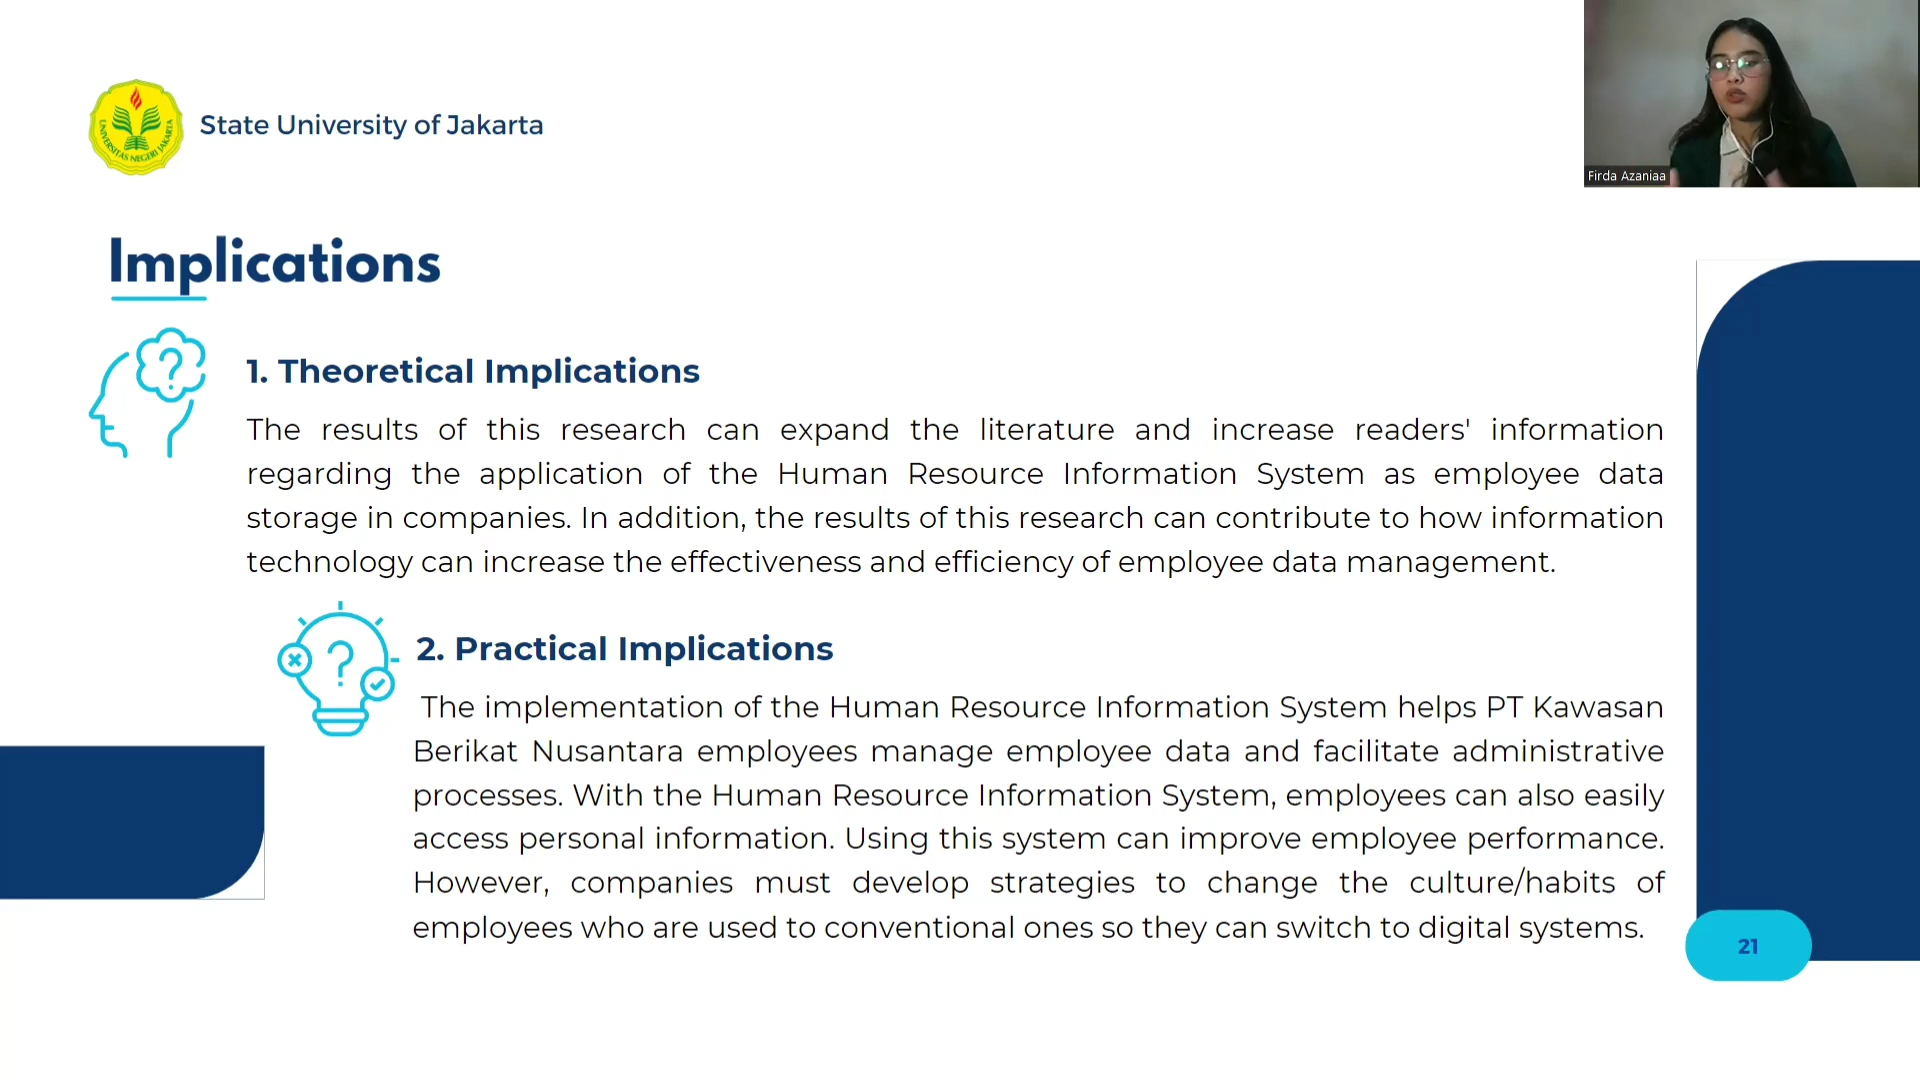 UNIVERSITAS NEGERI JAKARTA
State University of Jakarta
Firda Azaniaa
Implications
1. Theoretical Implications
The results of this research can expand the literature and increase readers' information
regarding the application of the Human Resource Information System as employee data
storage in companies. In addition, the results of this research can contribute to how information
technology can increase the effectiveness and efficiency of employee data management.
2. Practical Implications
The implementation of the Human Resource Information System helps PT Kawasan
Berikat Nusantara employees manage employee data and facilitate administrative
processes. With the Human Resource Information System, employees can also easily
access personal information. Using this system can improve employee performance.
However, companies must develop strategies to change the culture/habits of
employees who are used to conventional ones so they can switch to digital systems.
21